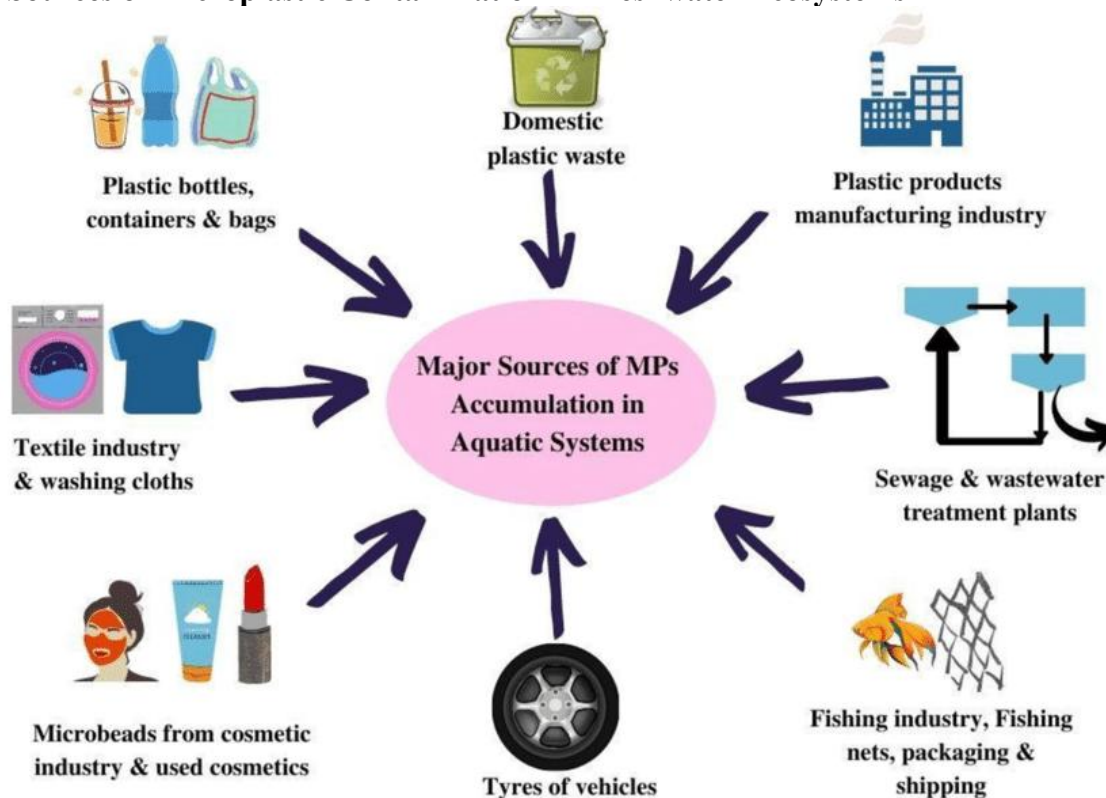 Domestic
plastic waste
Plastic bottles,
containers & bags
Plastic products
manufacturing industry
Major Sources of MPs
Accumulation in
Aquatic Systems
Textile industry
& washing cloths
Sewage & wastewater
treatment plants
Microbeads from cosmetic
industry & used cosmetics
Tyres of vehicles
Fishing industry, Fishing
nets, packaging &
shipping